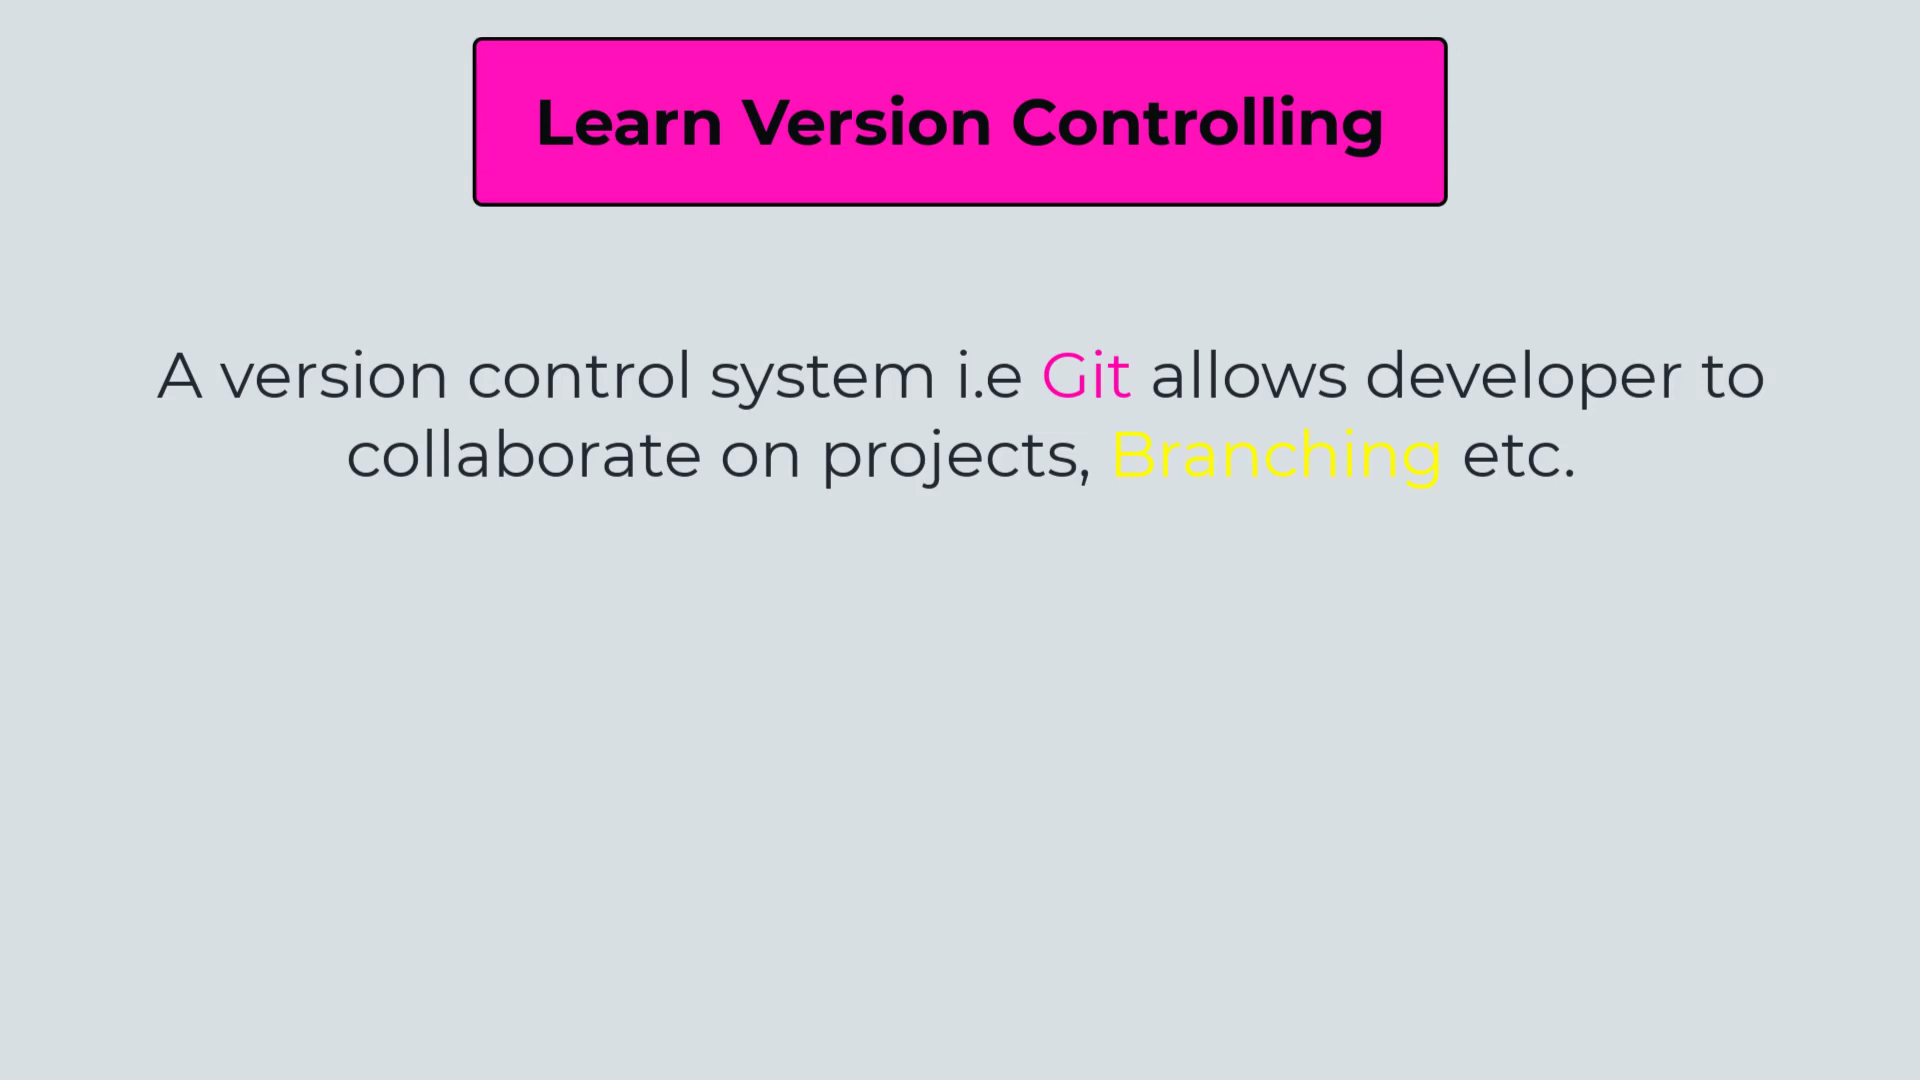 Learn Version Controlling
A version control system i.e Git allows developer to
collaborate on projects, Branching etc.